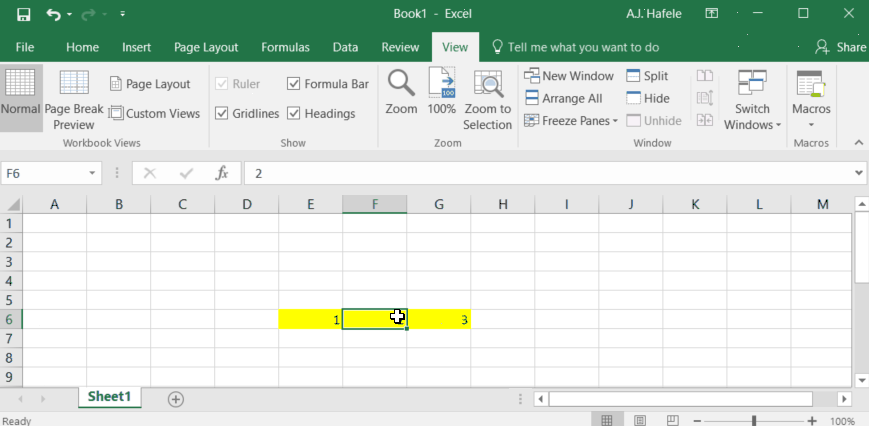 Book1 - Excel
A.J. Hafele
File Home Insert Page Layout Formulas Data Review View Tell me what you want to do Share
Normal
Page Break Preview
Page Layout
Custom Views
Workbook Views
Ruler
Formula Bar
Gridlines
Headings
Show
Zoom
100%
Zoom to Selection
Zoom
New Window
Arrange All
Freeze Panes
Split
Hide
Unhide
Switch Windows
Window
Macros
Macros
F6 fx 2
A B C D E F G H I J K L M
1
2
3
4
5
6 1 3
7
8
9
Sheet1
Ready 100%